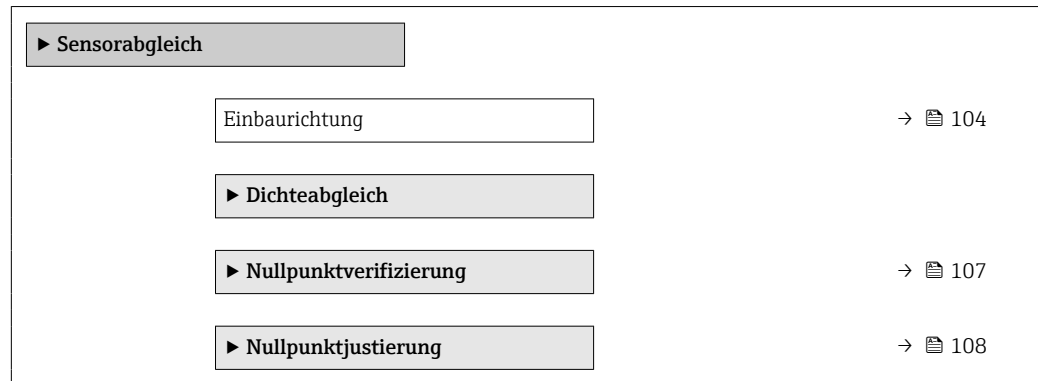 ▶ Sensorabgleich
Einbaurichtung → 104
▶ Dichteabgleich
▶ Nullpunktverifizierung → 107
▶ Nullpunktjustierung → 108